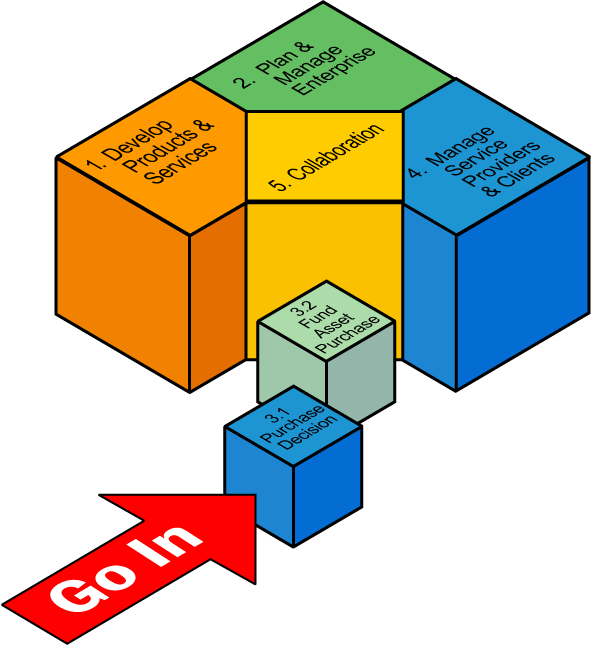 2. Plan &
Manage
Enterprise
1. Develop
Products &
Services
5. Collaboration
4. Manage
Service
Providers
& Clients
3.2
Fund
Asset
Purchase
3.1
Purchase
Decision
Go In